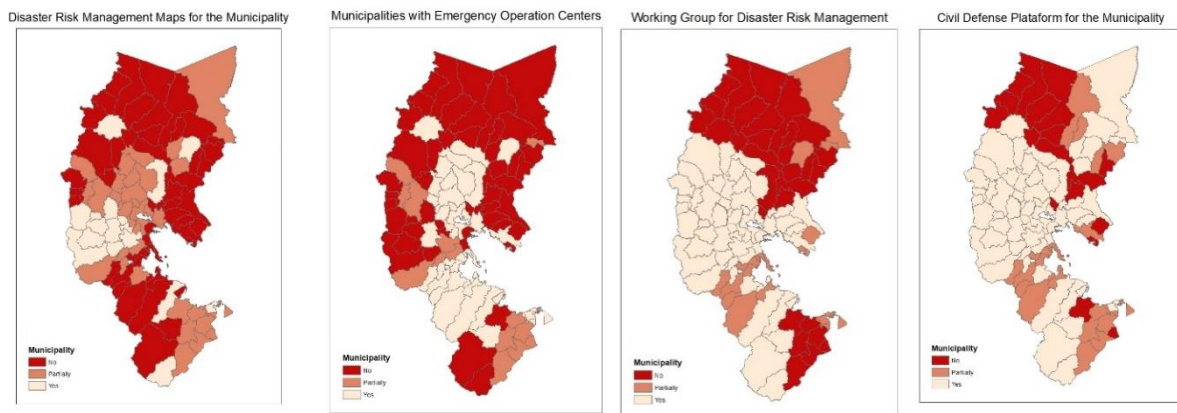 Disaster Risk Management Maps for the Municipality
Municipality
No
Partially
Yes
Municipalities with Emergency Operation Centers
Municipality
No
Partially
Yes
Working Group for Disaster Risk Management
Municipality
No
Partially
Yes
Civil Defense Plataform for the Municipality
Municipality
No
Partially
Yes